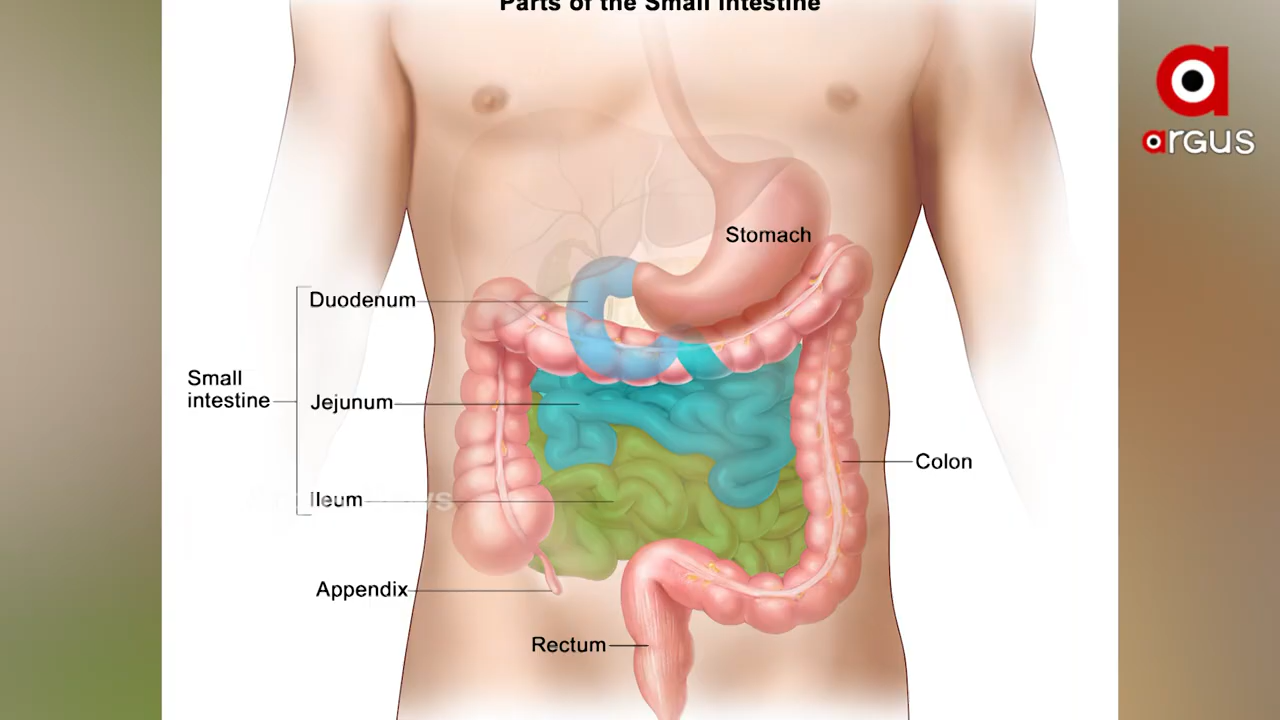 Parts of the Small Intestine
argus
Stomach
Duodenum
Small
intestine
Jejunum
Colon
Ileum
Appendix
Rectum